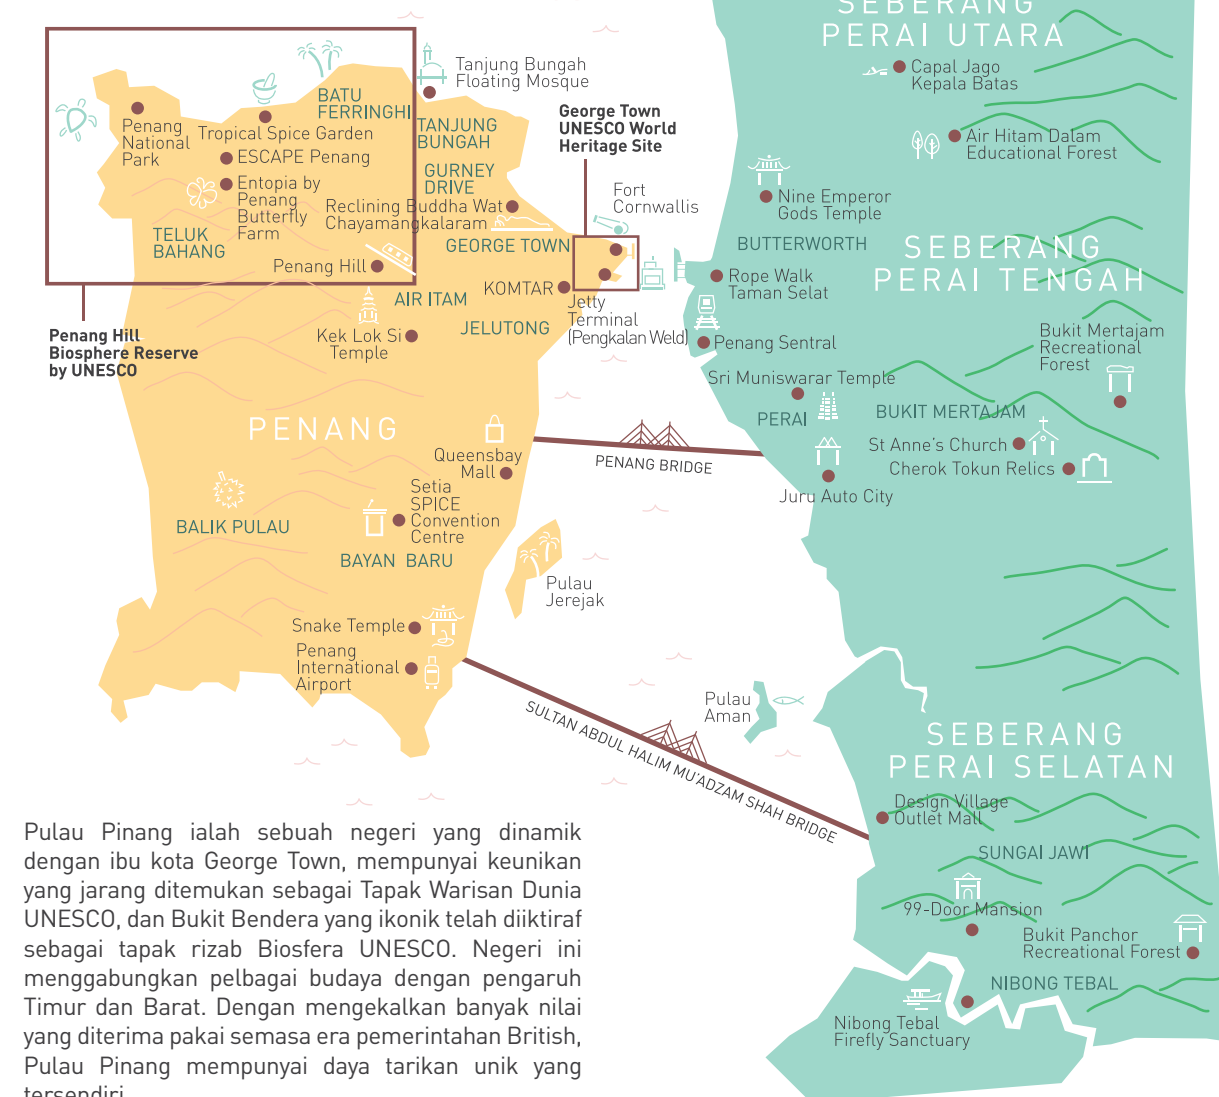 SEBERANG
PERAI UTARA
Capal Jago
Kepala Batas
Air Hitam Dalam
Educational Forest
Tanjung Bungah
Floating Mosque
BATU
FERRINGHI
Penang
National
Park
Tropical Spice Garden
ESCAPE Penang
Entopia by
Penang
Butterfly
Farm
TANJUNG
BUNGAH
GURNEY
DRIVE
Reclining Buddha Wat
Chayamangkalaram
TELUK
BAHANG
GEORGE TOWN
Penang Hill
George Town
UNESCO World
Heritage Site
Fort
Cornwallis
Nine Emperor
Gods Temple
BUTTERWORTH
SEBERANG
PERAI TENGAH
Rope Walk
Taman Selat
KOMTAR
AIR ITAM
Jetty
Terminal
(Pengkalan Weld)
JELUTONG
Kek Lok Si
Temple
Penang Hill
Biosphere Reserve
by UNESCO
Penang Sentral
Bukit Mertajam
Recreational
Forest
Sri Muniswarar Temple
PERAI
BUKIT MERTAJAM
St Anne's Church
Cherok Tokun Relics
Juru Auto City
PENANG
Queensbay
Mall
PENANG BRIDGE
Setia
SPICE
Convention
Centre
BALIK PULAU
BAYAN BARU
Pulau
Jerejak
Snake Temple
Penang
International
Airport
Pulau
Aman
SULTAN ABDUL HALIM MU'ADZAM SHAH BRIDGE
SEBERANG
PERAI SELATAN
Design Village
Outlet Mall
SUNGAI JAWI
99-Door Mansion
Bukit Panchor
Recreational Forest
NIBONG TEBAL
Nibong Tebal
Firefly Sanctuary
Pulau Pinang ialah sebuah negeri yang dinamik
dengan ibu kota George Town, mempunyai keunikan
yang jarang ditemukan sebagai Tapak Warisan Dunia
UNESCO, dan Bukit Bendera yang ikonik telah diiktiraf
sebagai tapak rizab Biosfera UNESCO. Negeri ini
menggabungkan pelbagai budaya dengan pengaruh
Timur dan Barat. Dengan mengekalkan banyak nilai
yang diterima pakai semasa era pemerintahan British,
Pulau Pinang mempunyai daya tarikan unik yang
tersendiri.